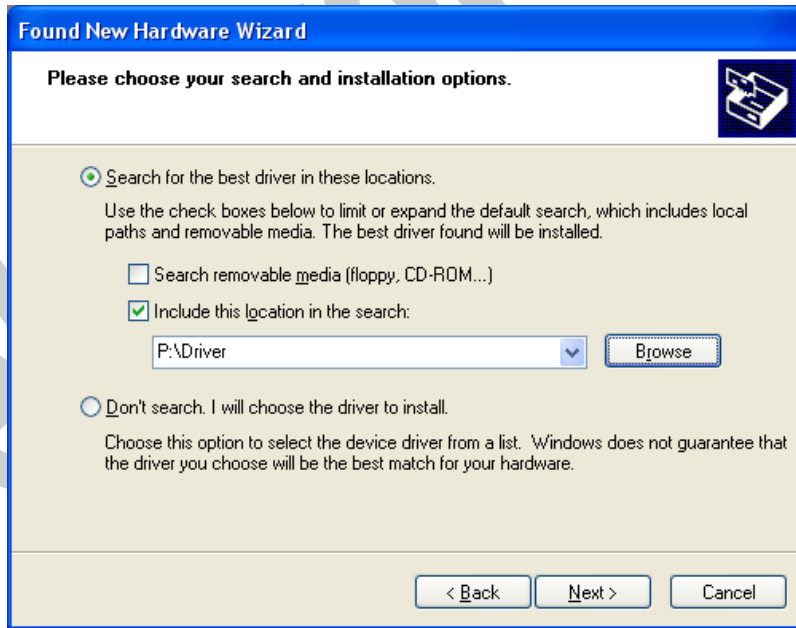 Found New Hardware Wizard
Please choose your search and installation options.
Search for the best driver in these locations.
Use the check boxes below to limit or expand the default search, which includes local
paths and removable media. The best driver found will be installed.
Search removable media (floppy, CD-ROM...)
Include this location in the search:
P:\Driver
Browse
Don't search. I will choose the driver to install.
Choose this option to select the device driver from a list. Windows does not guarantee that
the driver you choose will be the best match for your hardware.
< Back Next > Cancel